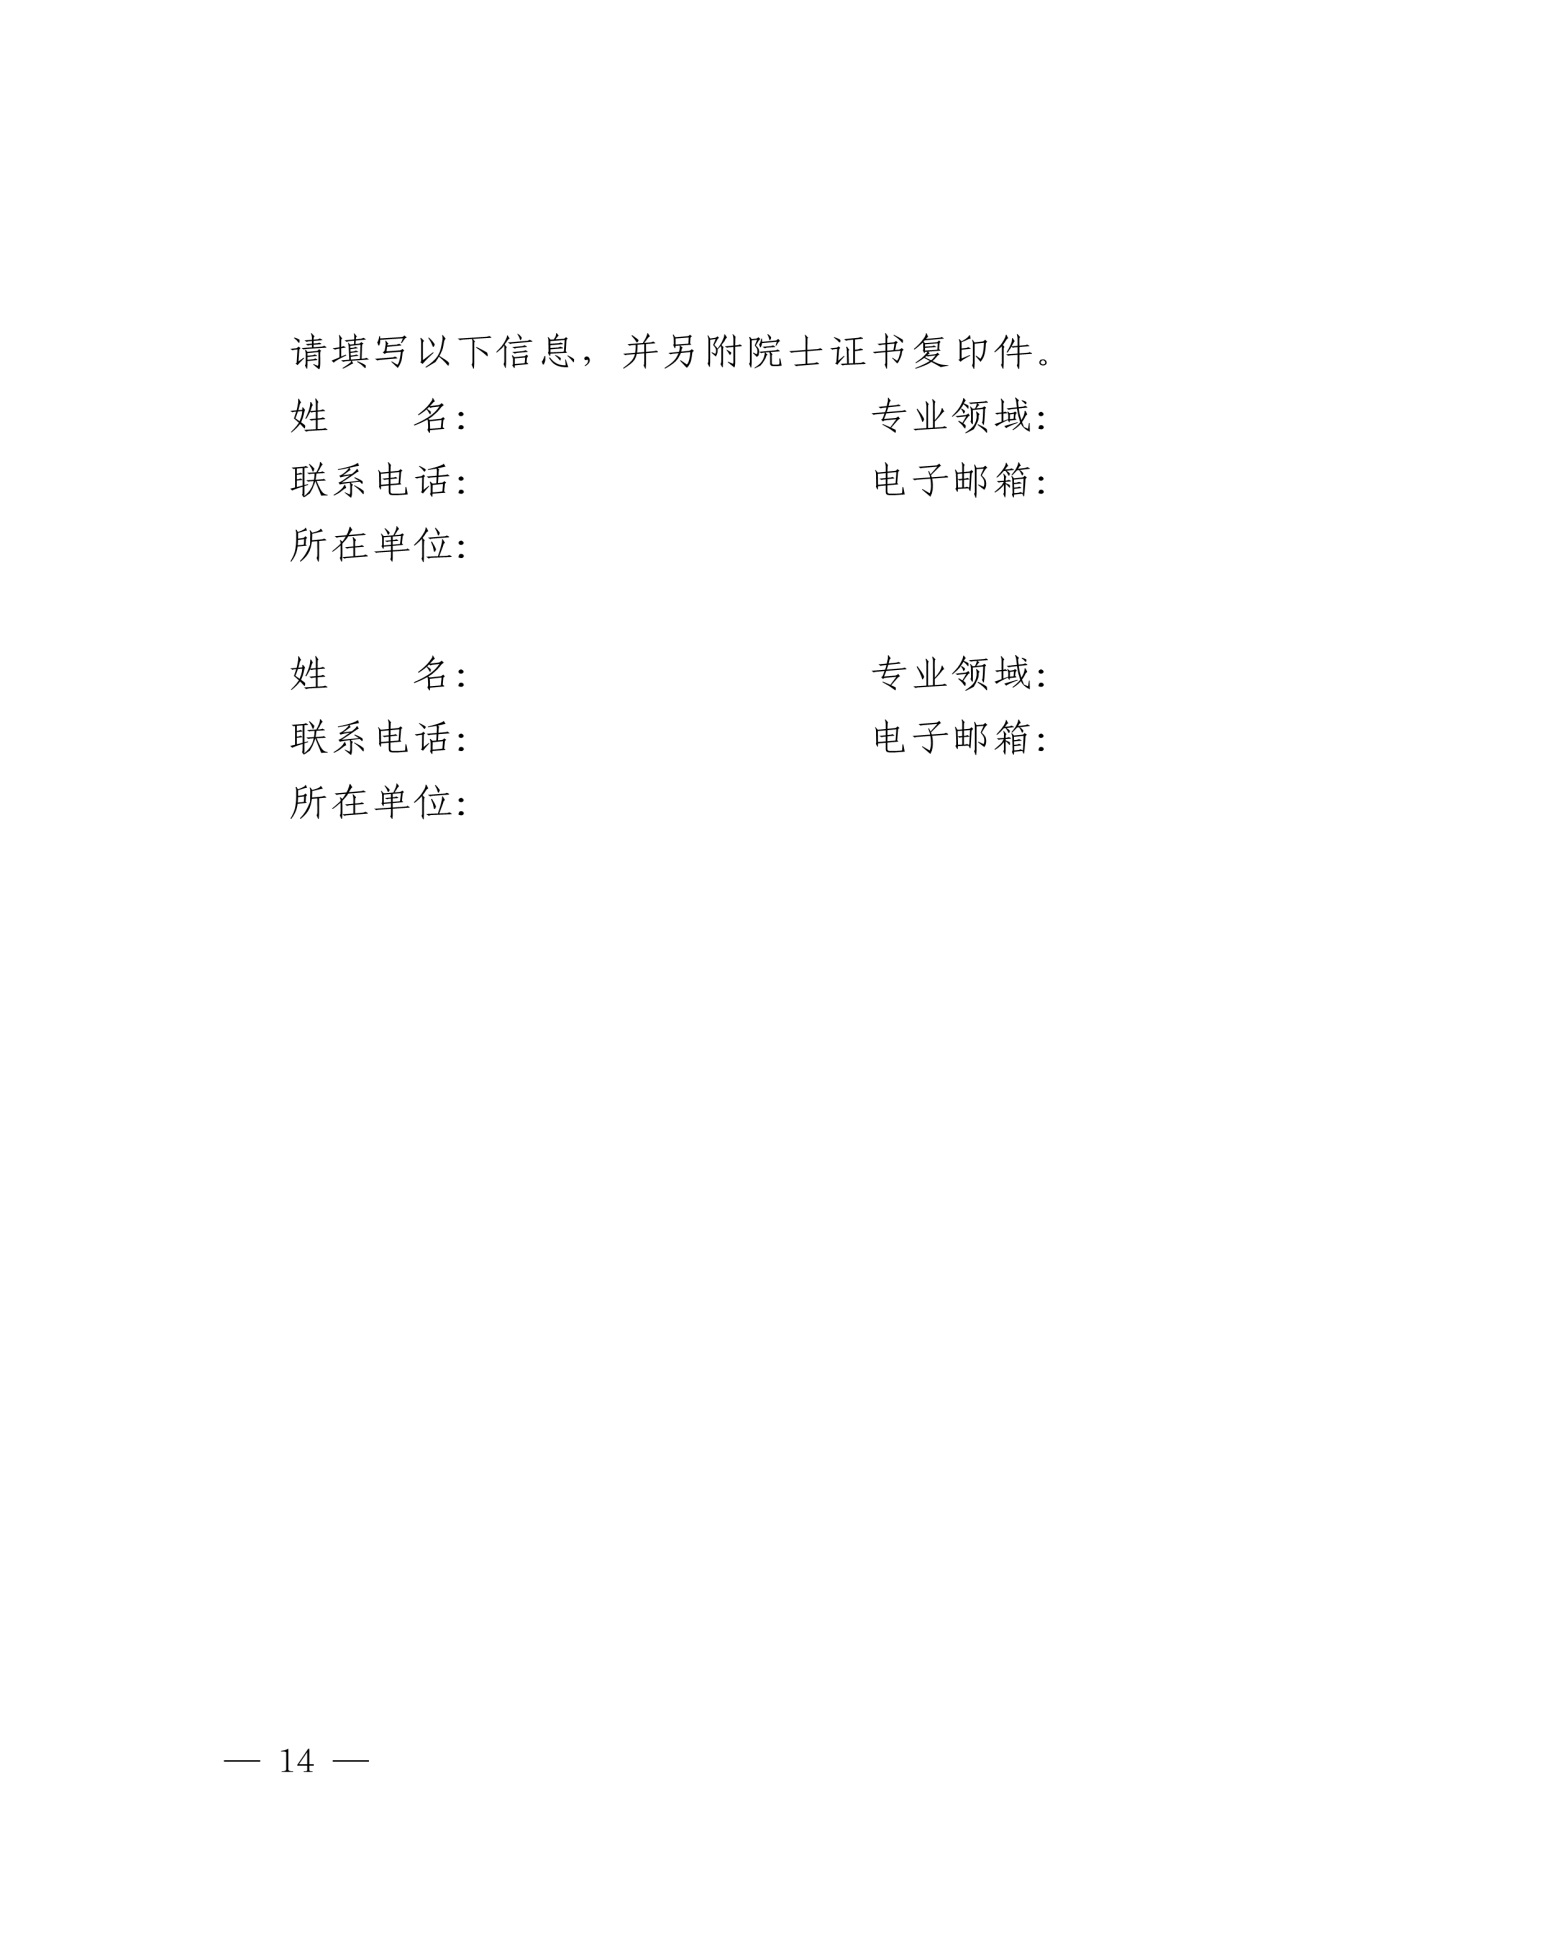 请填写以下信息，并另附院士证书复印件。
姓　　名：　　　　　　　　　　专业领域：
联系电话：　　　　　　　　　　电子邮箱：
所在单位：
姓　　名：　　　　　　　　　　专业领域：
联系电话：　　　　　　　　　　电子邮箱：
所在单位：
— 14 —